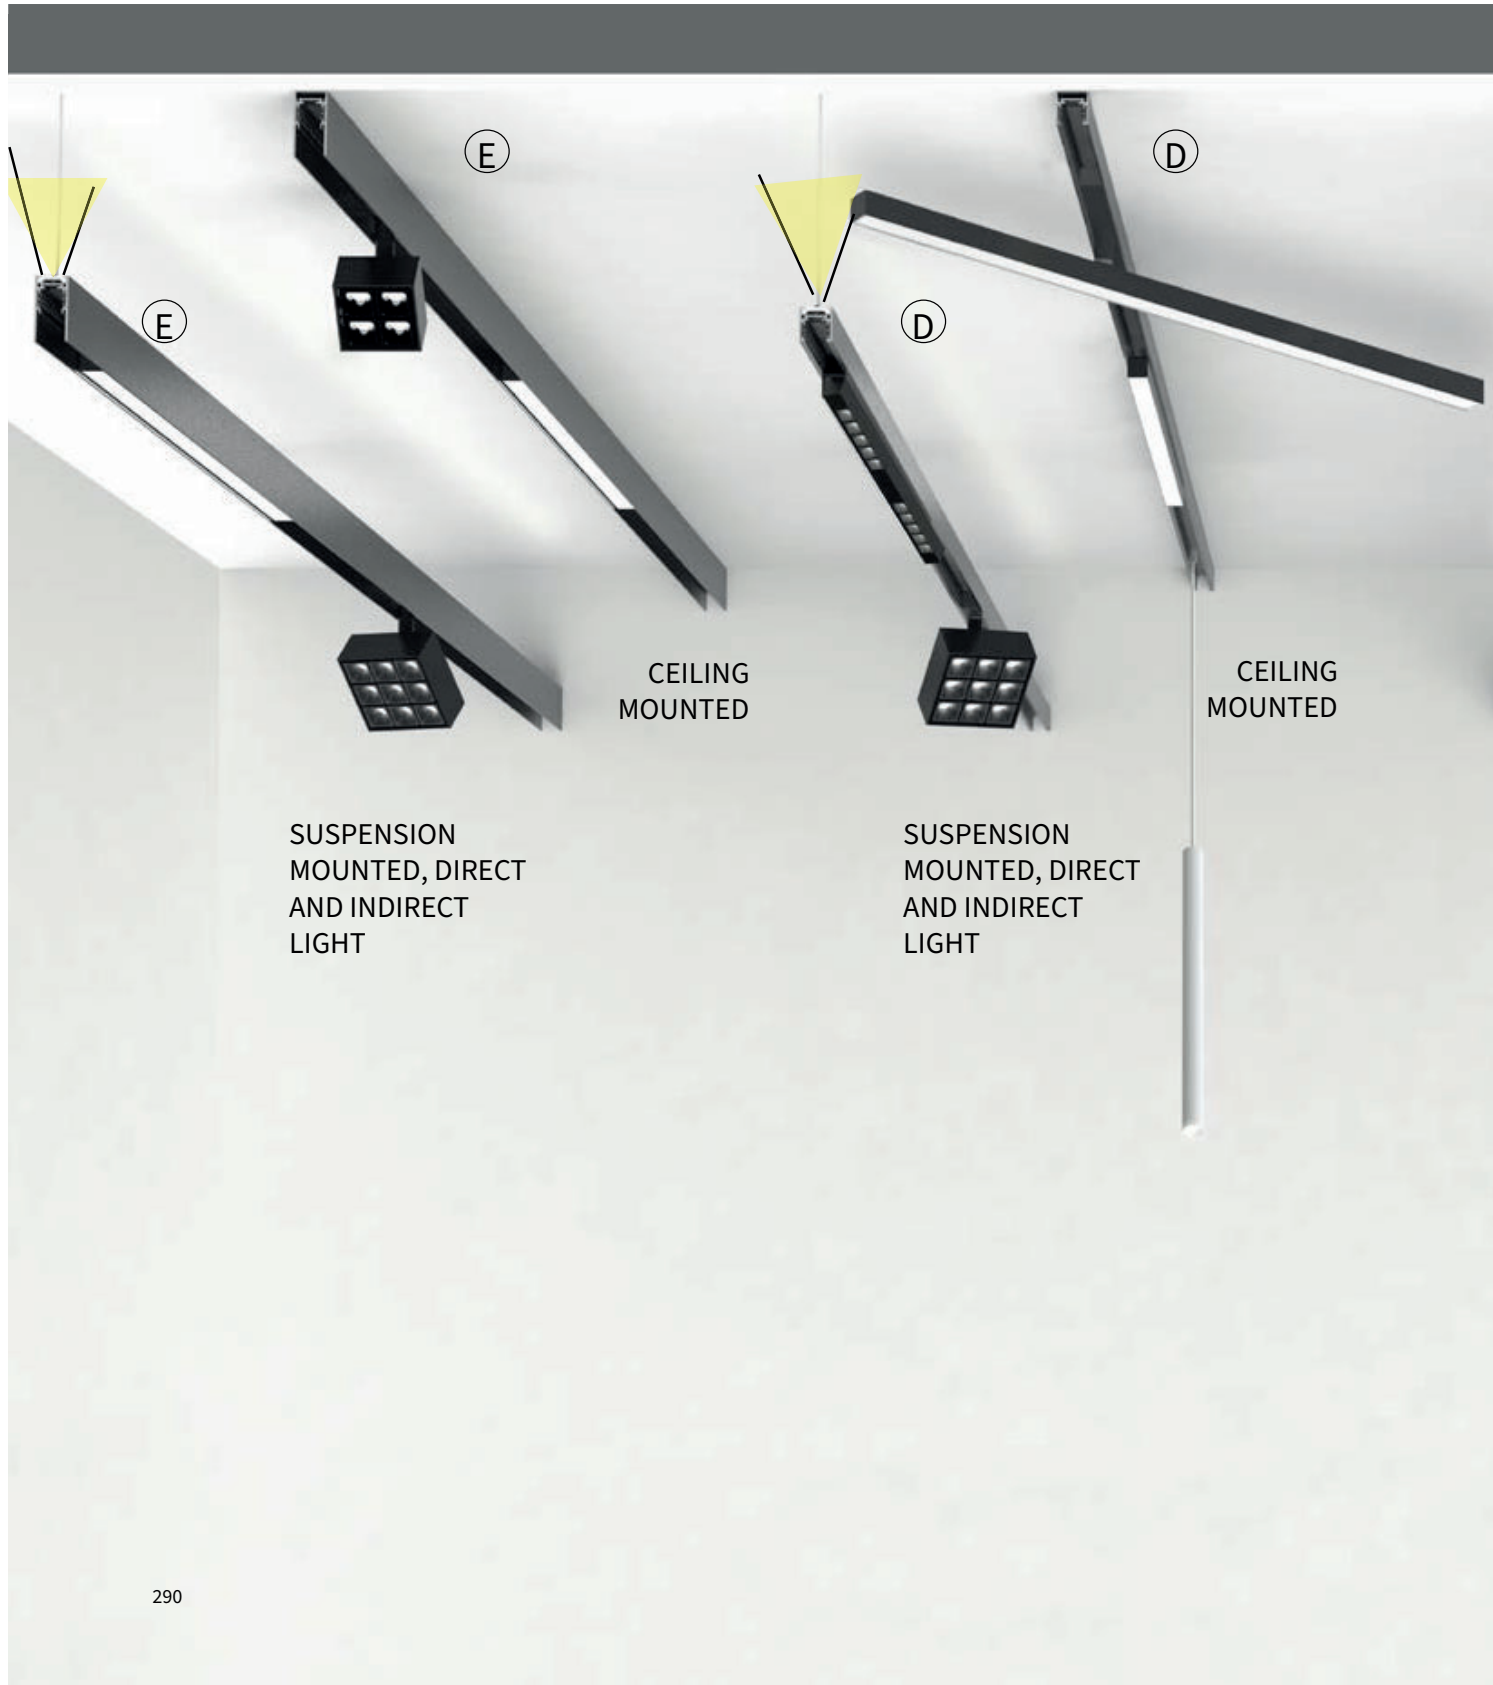 E
D
E
D
CEILING
MOUNTED
CEILING
MOUNTED
SUSPENSION
MOUNTED, DIRECT
AND INDIRECT
LIGHT
SUSPENSION
MOUNTED, DIRECT
AND INDIRECT
LIGHT
290